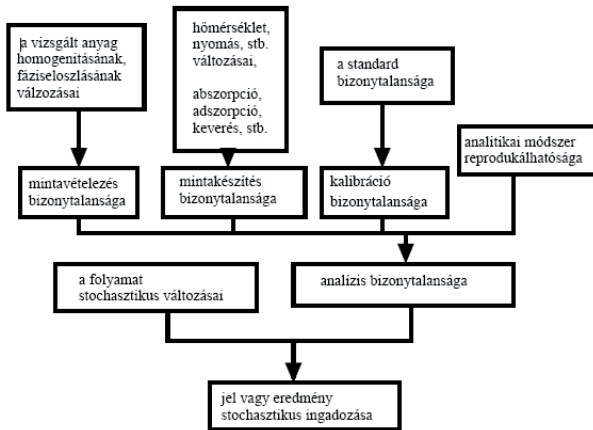 a vizsgált anyag
homogenitásának,
fáziseloszlásának
válzozásai
hőmérséklet,
nyomás, stb.
változásai,
abszorpció,
adszorpció,
keverés, stb.
a standard
bizonytalansága
analitikai módszer
reprodukálhatósága
mintavételezés
bizonytalansága
mintakészítés
bizonytalansága
kalibráció
bizonytalansága
a folyamat
stochasztikus változásai
analízis bizonytalansága
jel vagy eredmény
stochasztikus ingadozása